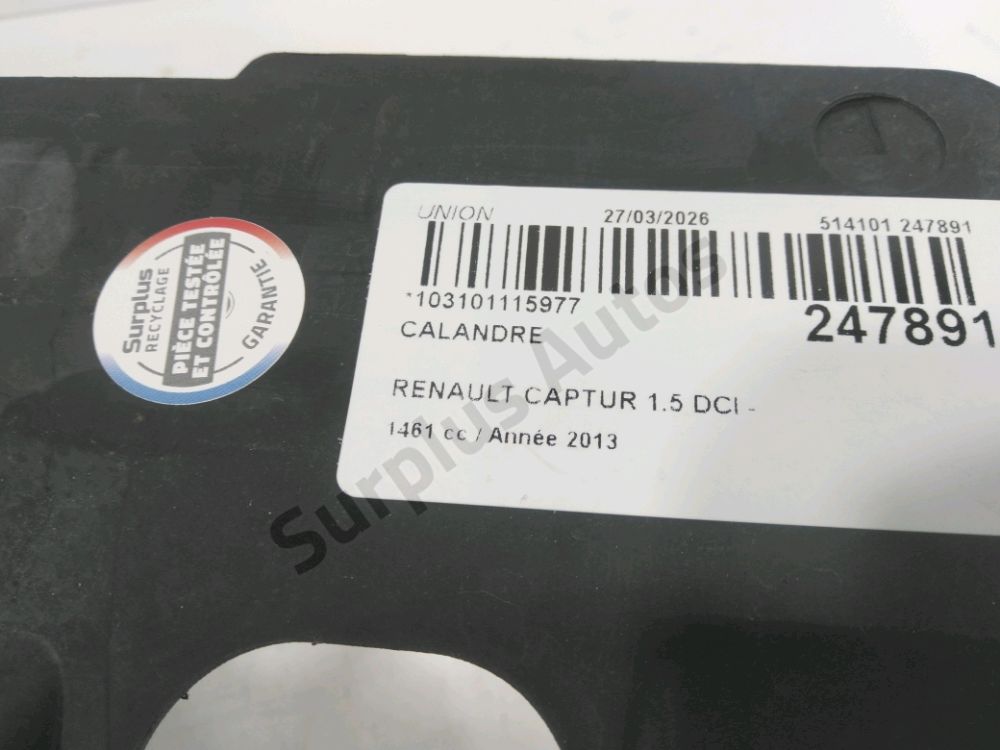 UNION 27/03/2026 514101 247891
*103101115977 247891
CALANDRE
RENAULT CAPTUR 1.5 DCI -
1461 cc / Année 2013
Surplus
RECYCLAGE
PIÈCE TESTÉE
ET CONTRÔLÉE
GARANTIE
Surplus Autos